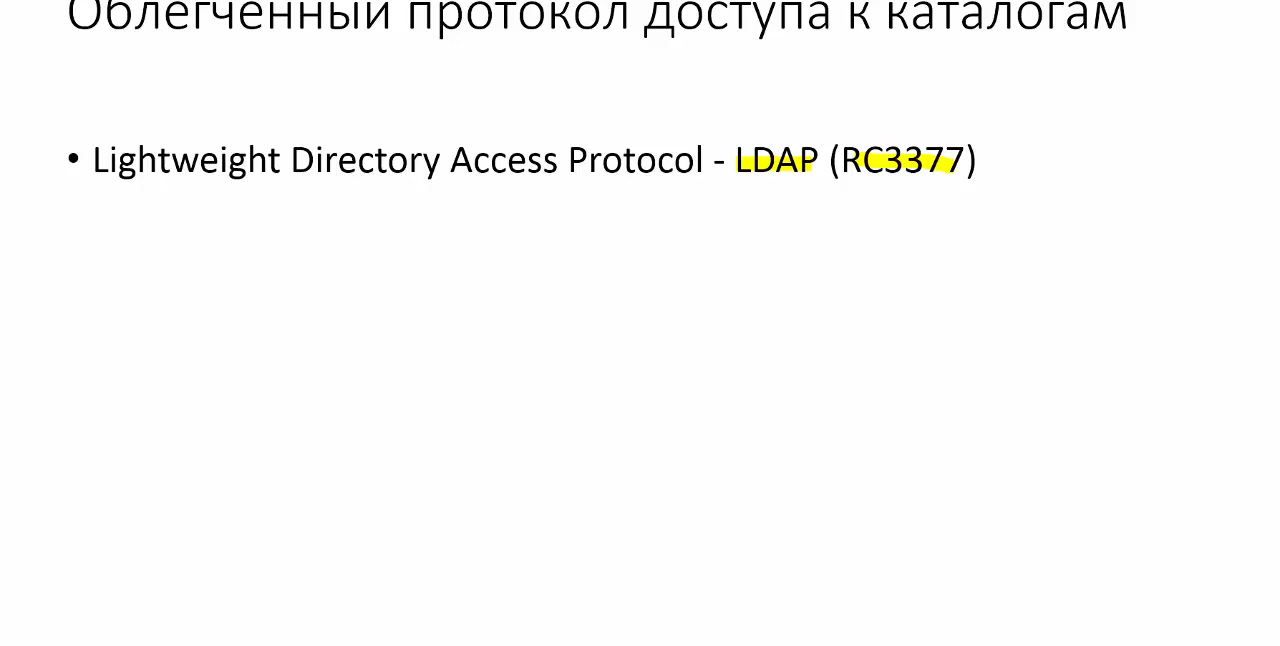 Облегченный протокол доступа к каталогам
• Lightweight Directory Access Protocol - LDAP (RC3377)